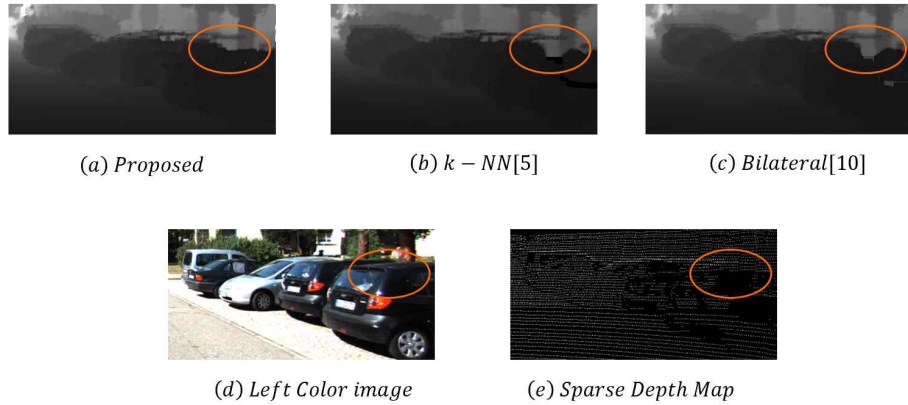 (a) Proposed
(b) k − NN[5]
(c) Bilateral[10]
(d) Left Color image
(e) Sparse Depth Map